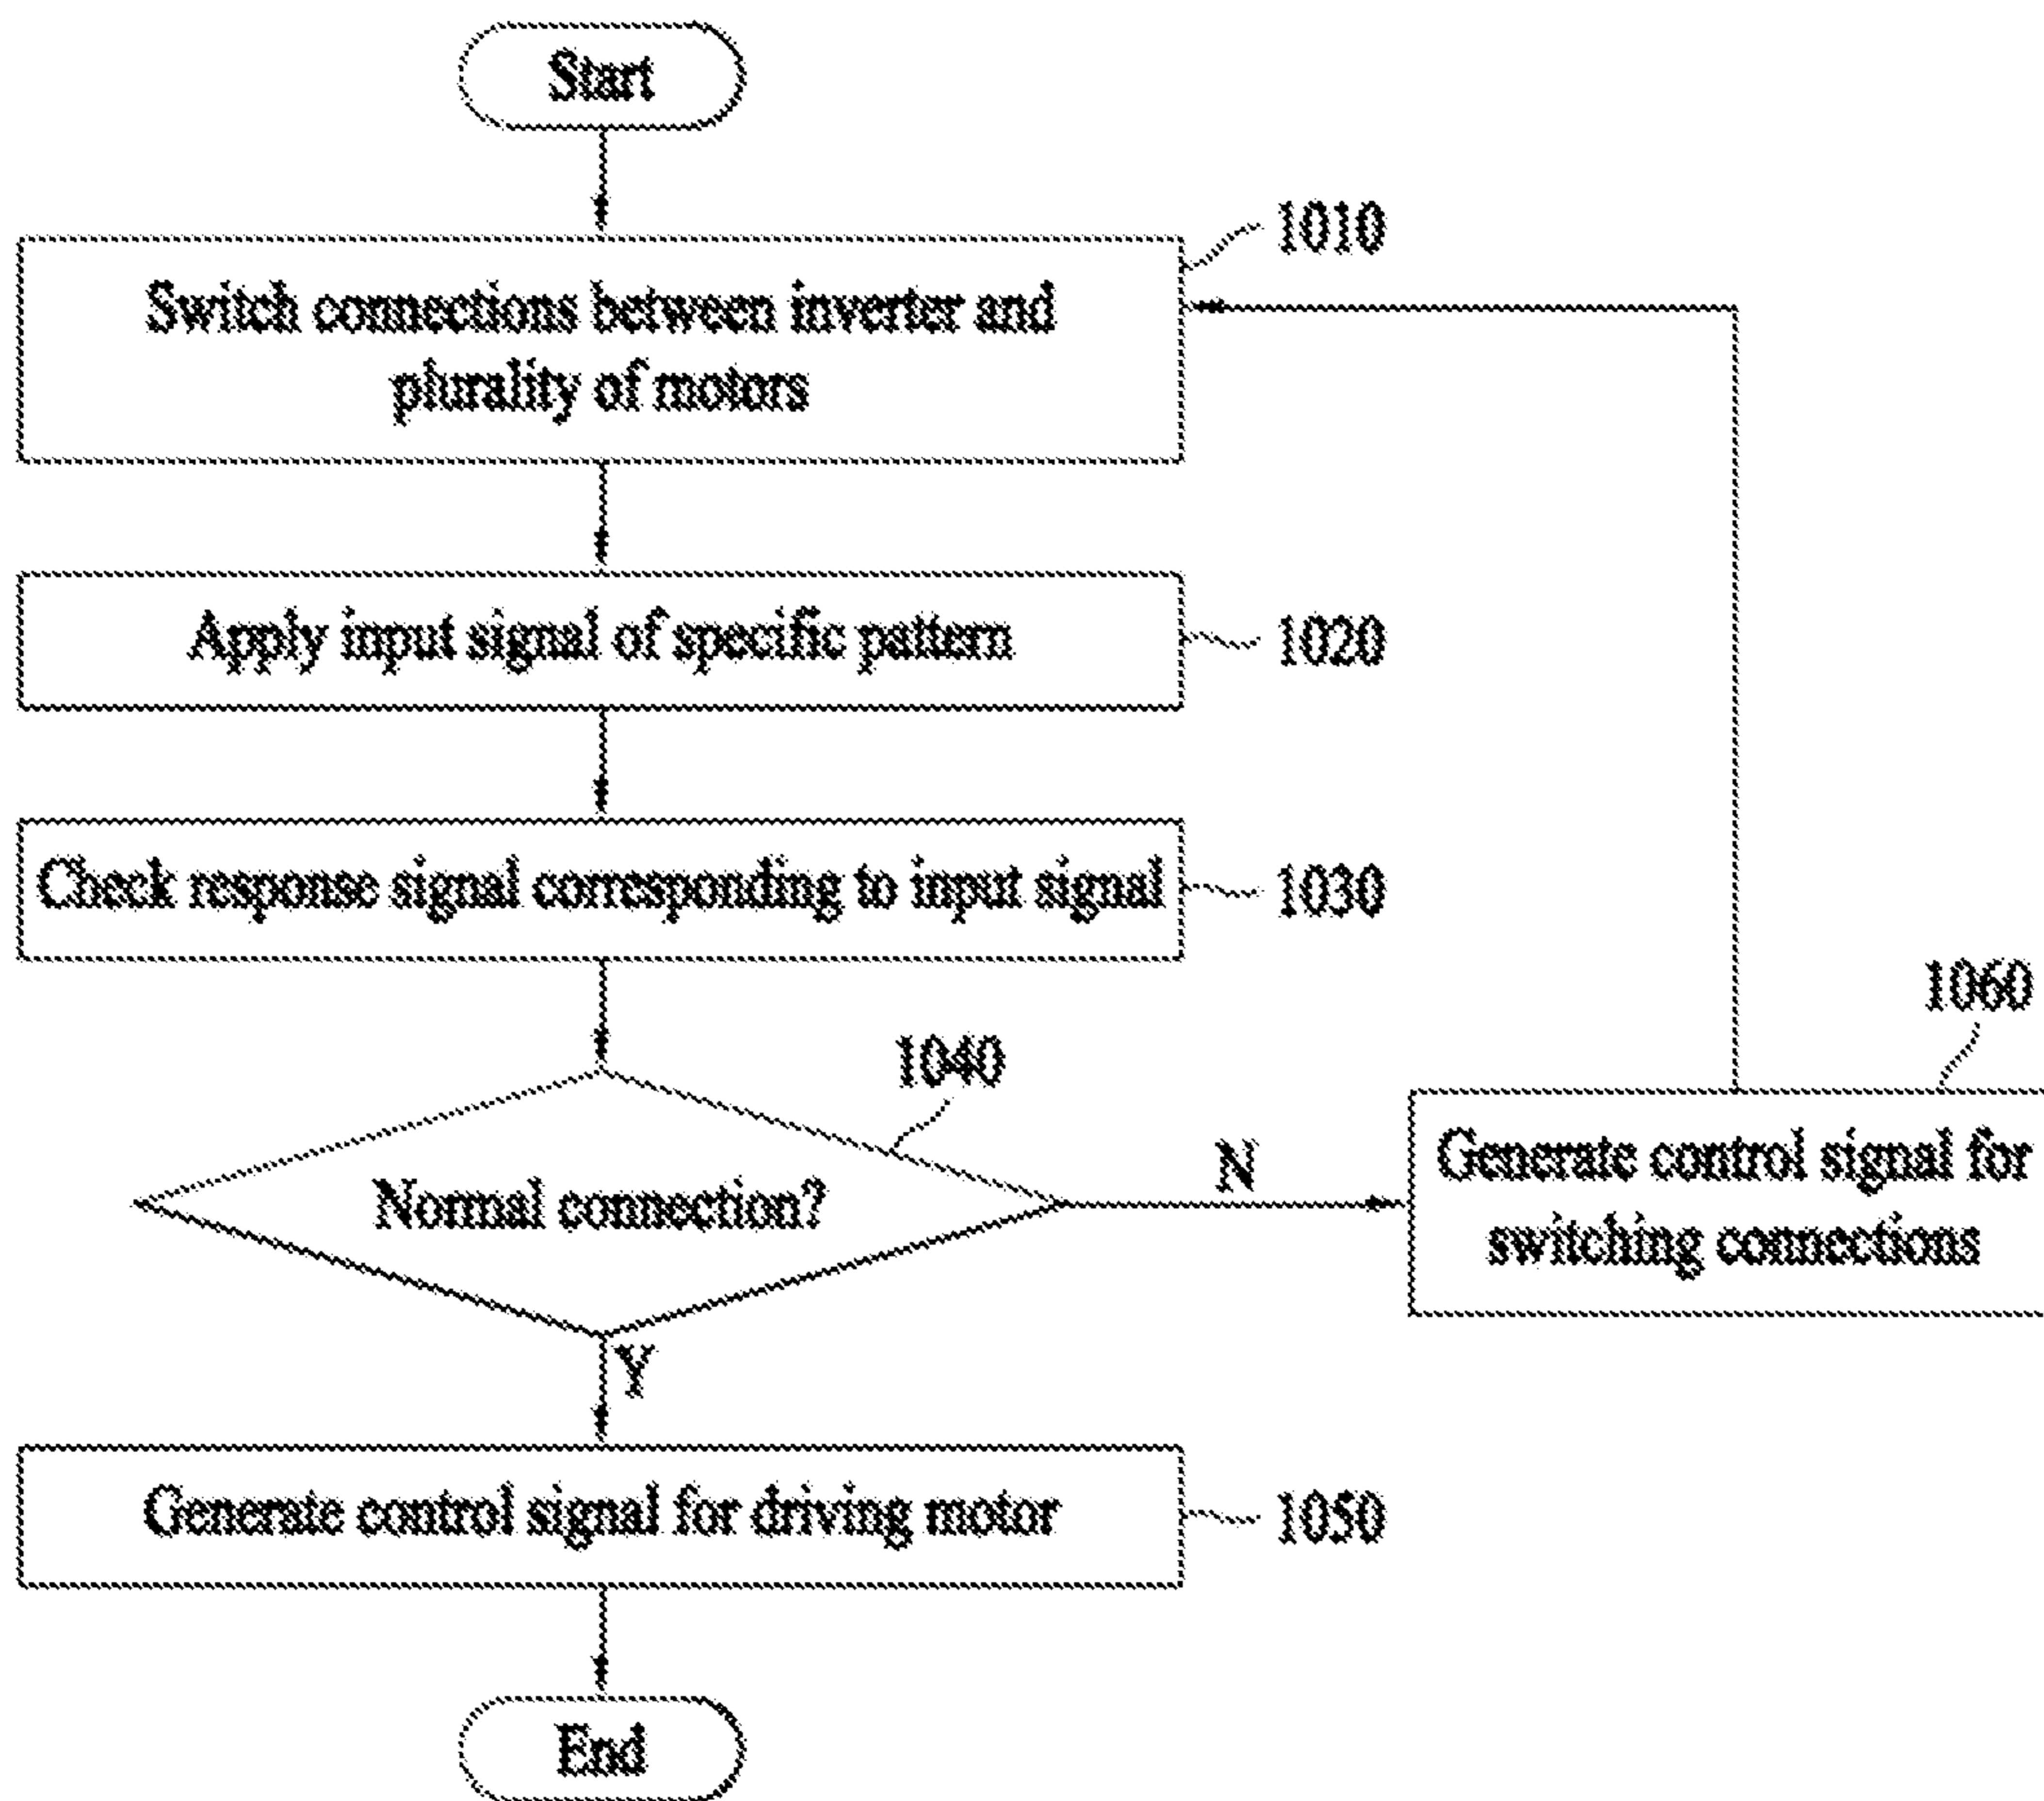 Start
1010
Switch connections between inverter and
plurality of motors
Apply input signal of specific pattern
1020
Check response signal corresponding to input signal
1030
1060
1040
Normal connection?
N
Generate control signal for
switching connections
Y
Generate control signal for driving motor
1050
End